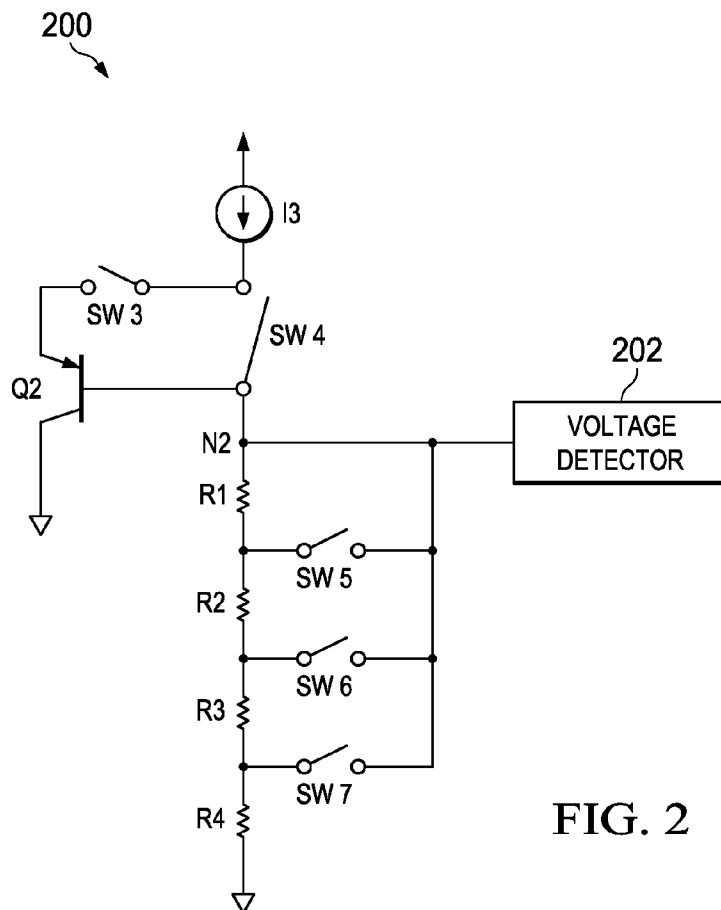 200
I3
SW 3
SW 4
202
Q2
VOLTAGE
DETECTOR
N2
R1
SW 5
R2
SW 6
R3
SW 7
R4
FIG. 2